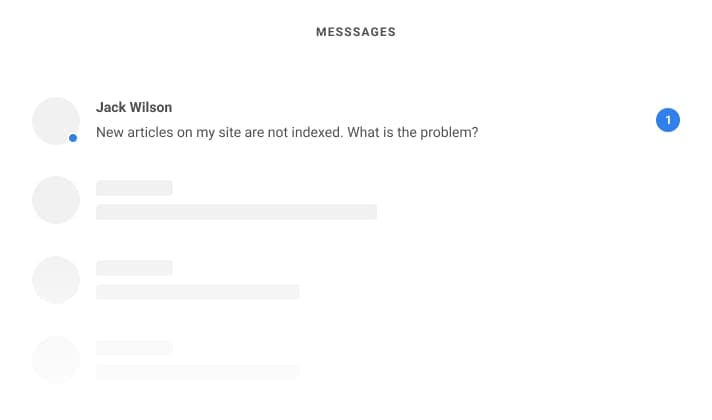 MESSSAGES
Jack Wilson
New articles on my site are not indexed. What is the problem?
1